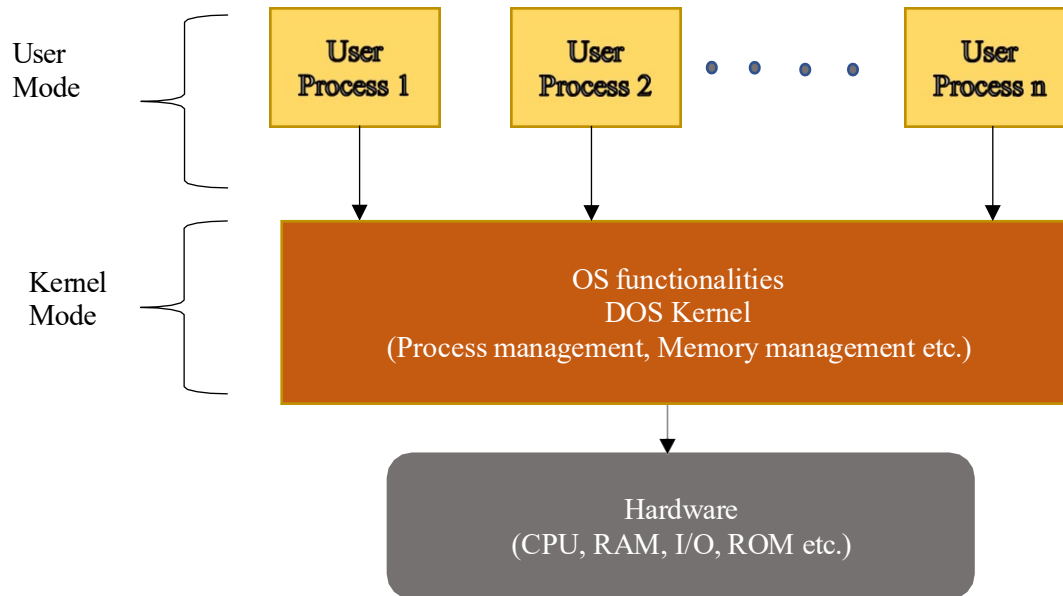 User
Mode
User
Process 1
User
Process 2
User
Process n
Kernel
Mode
OS functionalities
DOS Kernel
(Process management, Memory management etc.)
Hardware
(CPU, RAM, I/O, ROM etc.)